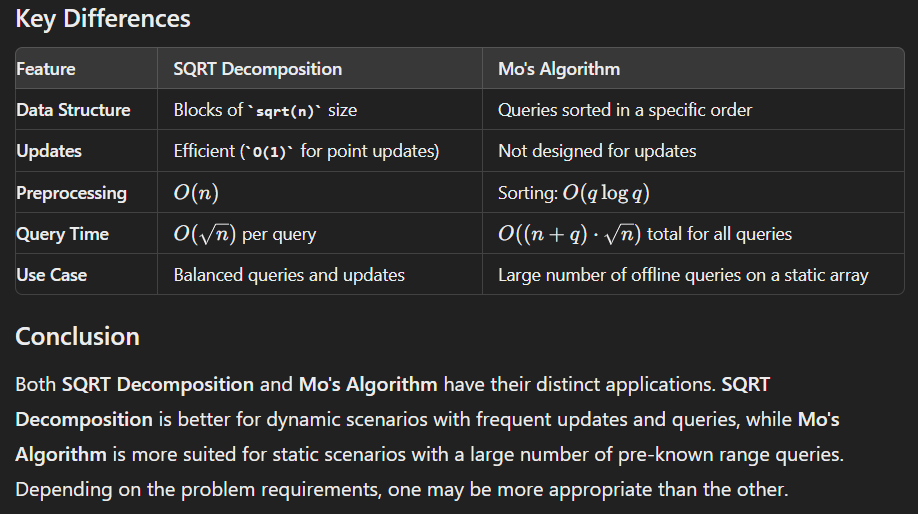 Key Differences
Feature SQRT Decomposition Mo's Algorithm
Data Structure Blocks of `sqrt(n)` size Queries sorted in a specific order
Updates Efficient (`O(1)` for point updates) Not designed for updates
Preprocessing O(n) Sorting: O(q log q)
Query Time O(√n) per query O((n + q) · √n) total for all queries
Use Case Balanced queries and updates Large number of offline queries on a static array
Conclusion
Both SQRT Decomposition and Mo's Algorithm have their distinct applications. SQRT
Decomposition is better for dynamic scenarios with frequent updates and queries, while Mo's
Algorithm is more suited for static scenarios with a large number of pre-known range queries.
Depending on the problem requirements, one may be more appropriate than the other.